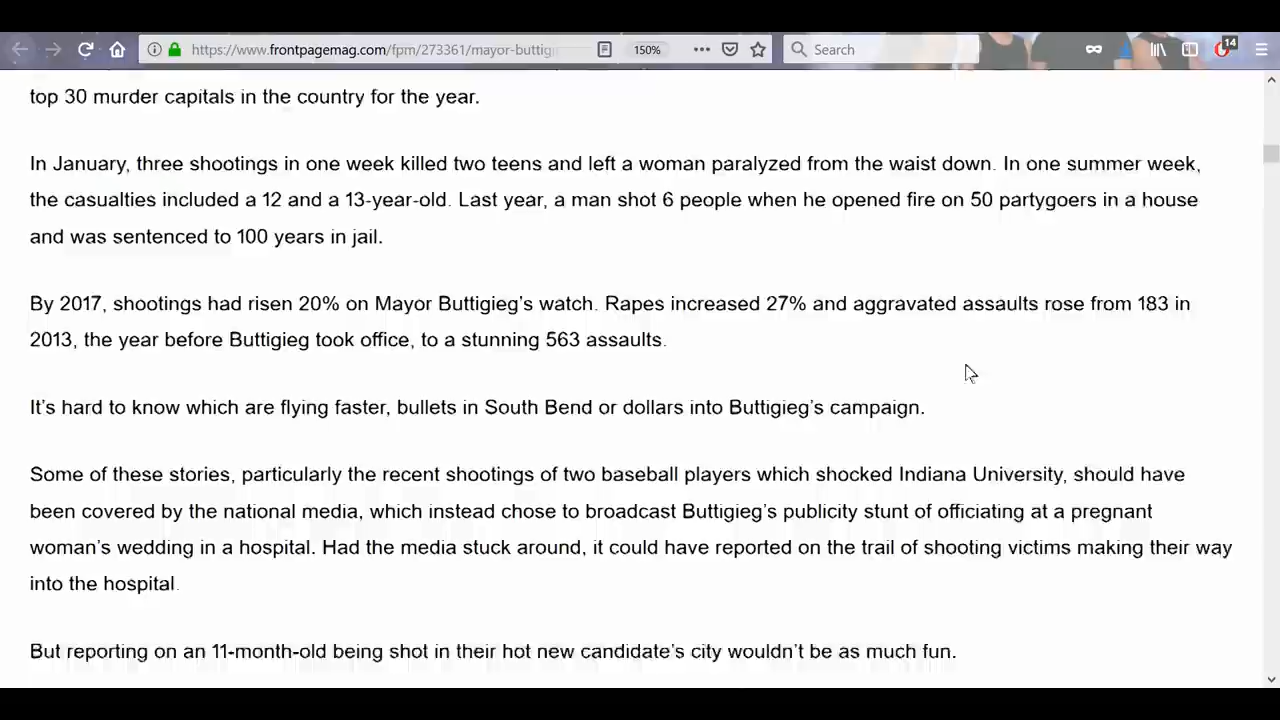 https://www.frontpagemag.com/fpm/273361/mayor-buttig
150%
Search
14
top 30 murder capitals in the country for the year.
In January, three shootings in one week killed two teens and left a woman paralyzed from the waist down. In one summer week,
the casualties included a 12 and a 13-year-old. Last year, a man shot 6 people when he opened fire on 50 partygoers in a house
and was sentenced to 100 years in jail.
By 2017, shootings had risen 20% on Mayor Buttigieg’s watch. Rapes increased 27% and aggravated assaults rose from 183 in
2013, the year before Buttigieg took office, to a stunning 563 assaults.
It’s hard to know which are flying faster, bullets in South Bend or dollars into Buttigieg’s campaign.
Some of these stories, particularly the recent shootings of two baseball players which shocked Indiana University, should have
been covered by the national media, which instead chose to broadcast Buttigieg’s publicity stunt of officiating at a pregnant
woman’s wedding in a hospital. Had the media stuck around, it could have reported on the trail of shooting victims making their way
into the hospital.
But reporting on an 11-month-old being shot in their hot new candidate’s city wouldn’t be as much fun.